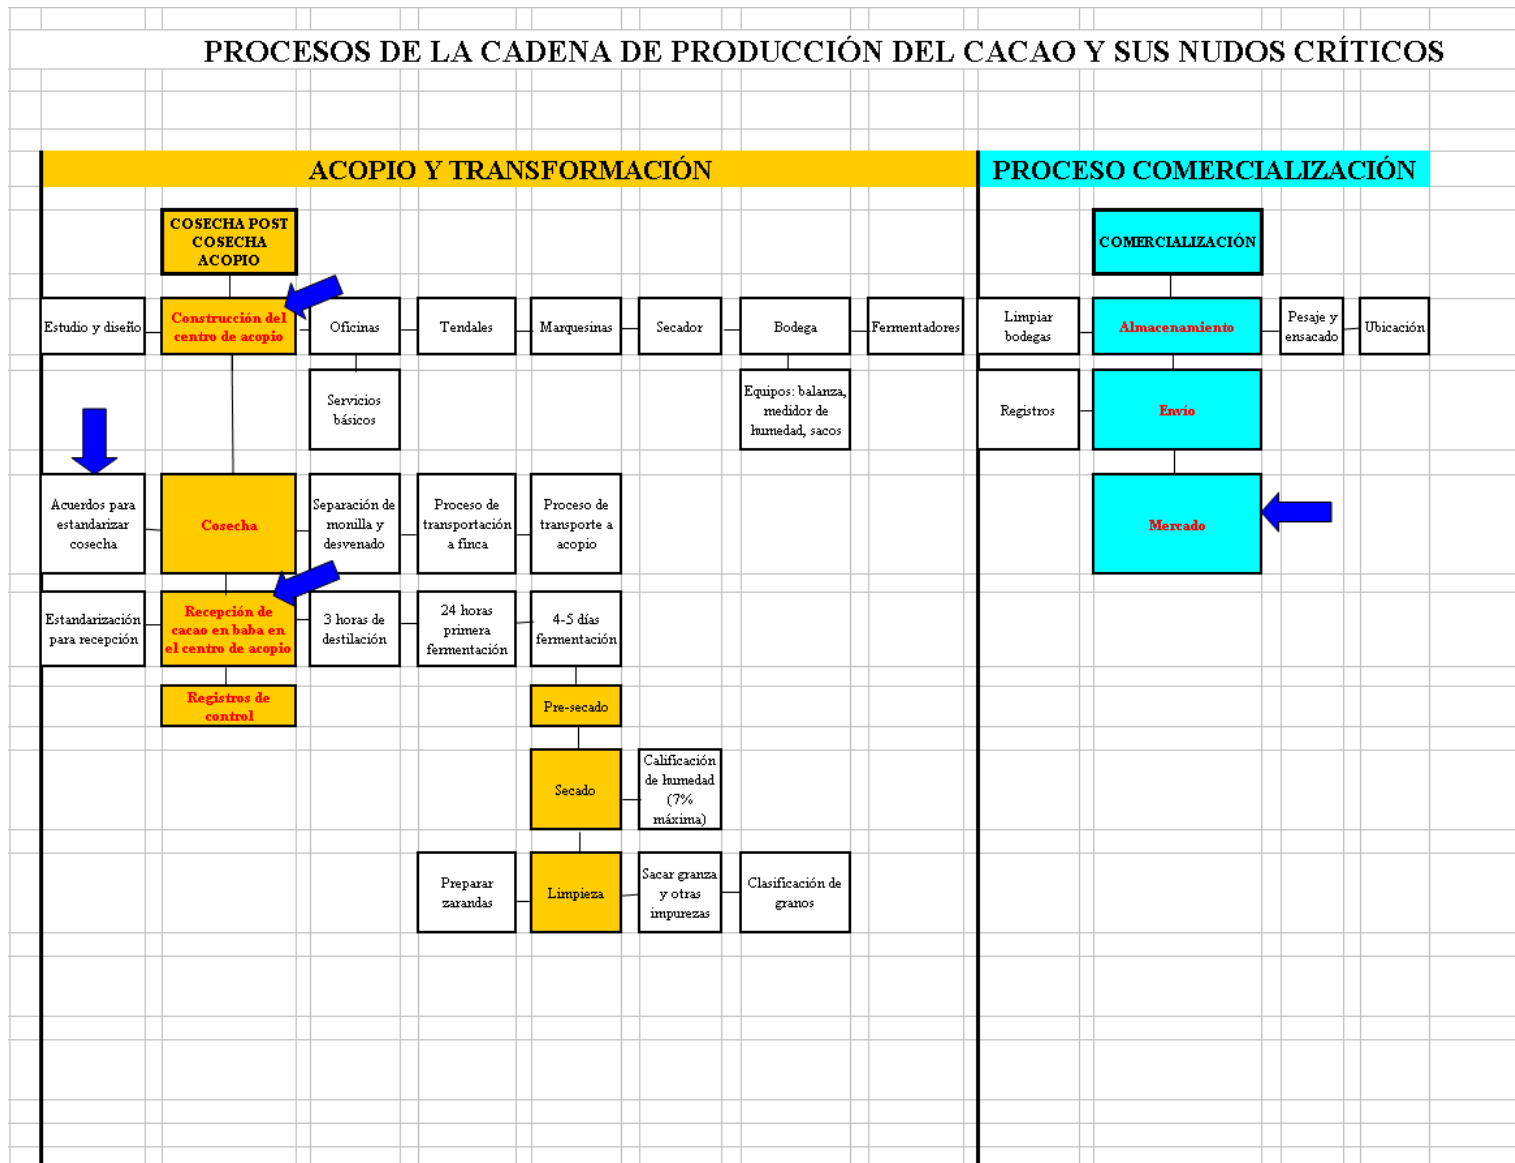 PROCESOS DE LA CADENA DE PRODUCCIÓN DEL CACAO Y SUS NUDOS CRÍTICOS
ACOPIO Y TRANSFORMACIÓN
PROCESO COMERCIALIZACIÓN
COSECHA POST
COSECHA
ACOPIO
COMERCIALIZACIÓN
Estudio y diseño
Construcción del
centro de acopio
Oficinas
Tendales
Marquesinas
Secador
Bodega
Fermentadores
Limpiar
bodegas
Almacenamiento
Pesaje y
ensacado
Ubicación
Servicios
básicos
Equipos: balanza,
medidor de
humedad, sacos
Registros
Envío
Acuerdos para
estandarizar
cosecha
Cosecha
Separación de
monilla y
desvenado
Proceso de
transportación
a finca
Proceso de
transporte a
acopio
Mercado
Estandarización
para recepción
Recepción de
cacao en baba en
el centro de acopio
3 horas de
destilación
24 horas
primera
fermentación
4-5 días
fermentación
Registros de
control
Pre-secado
Secado
Calificación
de humedad
(7%
máxima)
Preparar
zarandas
Limpieza
Sacar granza
y otras
impurezas
Clasificación de
granos